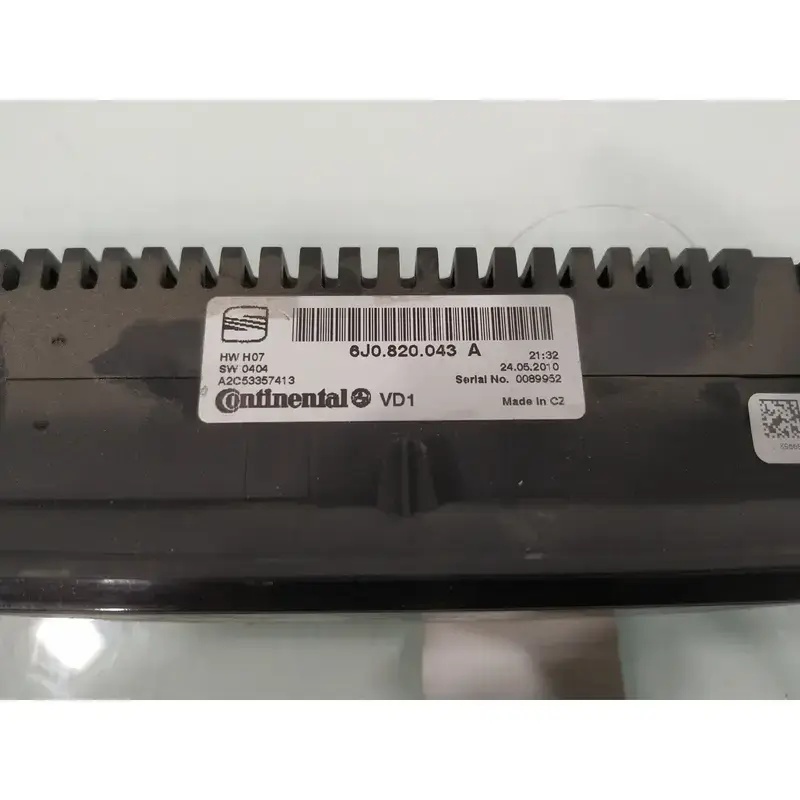 6J0.820.043 A
HW H07
SW 0404
A2C53357413
21:32
24.05.2010
Serial No. 0089952
Continental VD1
Made in CZ